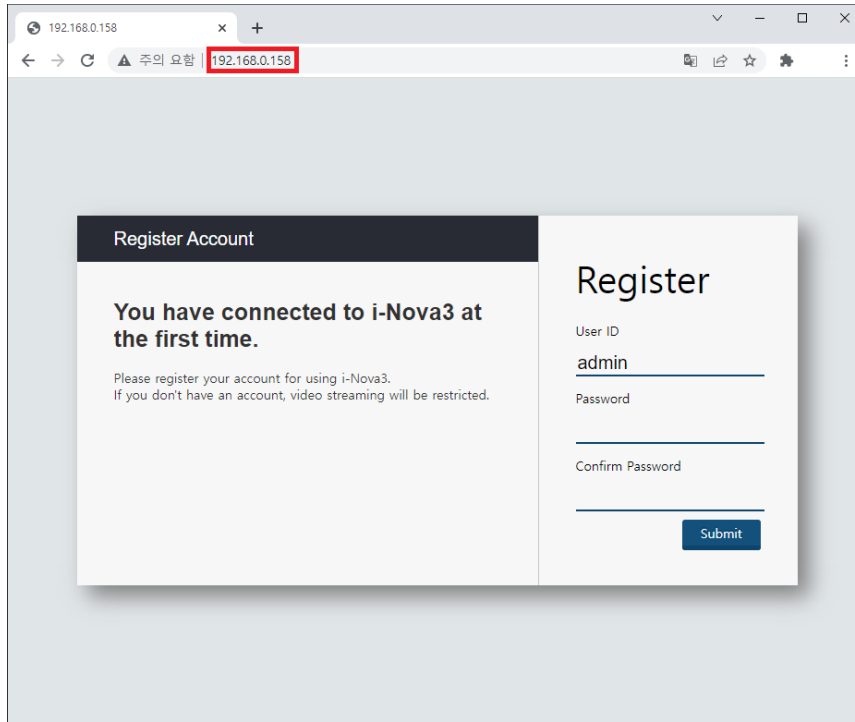 192.168.0.158
주의 요함 192.168.0.158
Register Account
You have connected to i-Nova3 at
the first time.
Please register your account for using i-Nova3.
If you don't have an account, video streaming will be restricted.
Register
User ID
admin
Password
Confirm Password
Submit